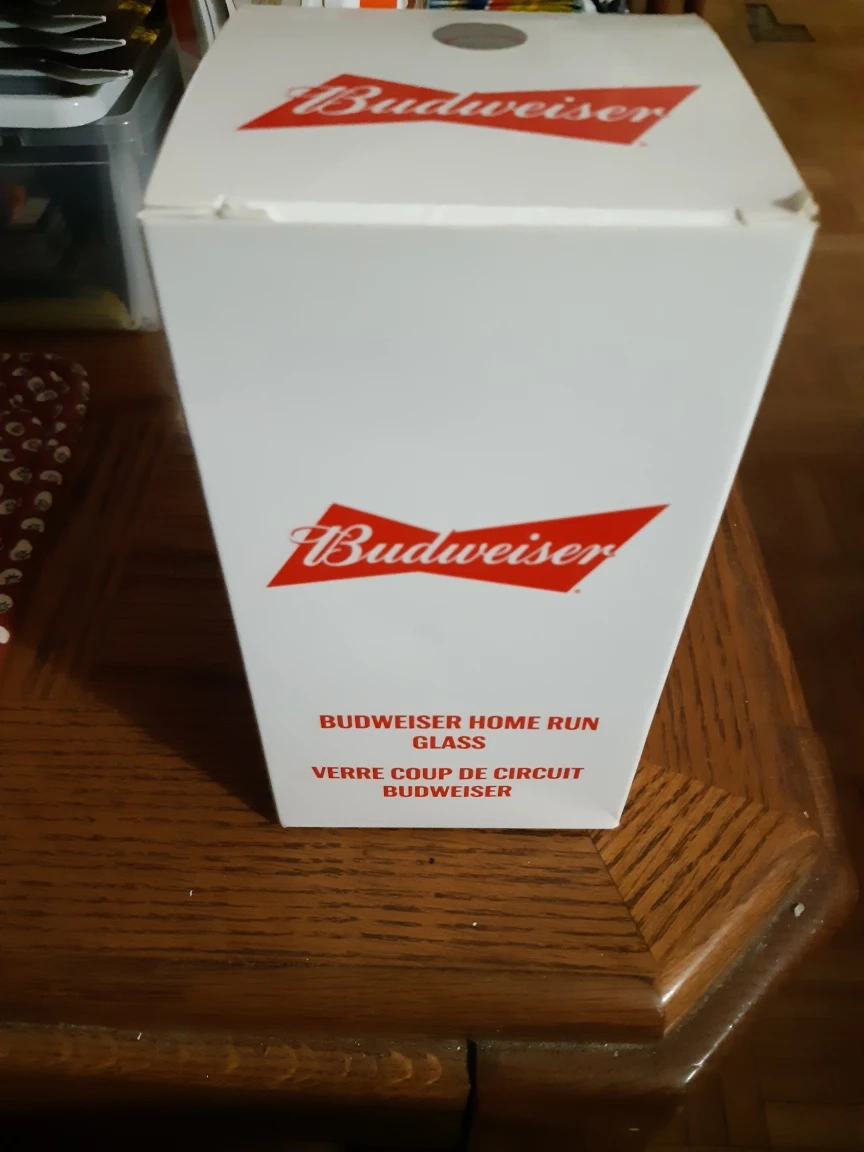 Budweiser
Budweiser
BUDWEISER HOME RUN
GLASS
VERRE COUP DE CIRCUIT
BUDWEISER